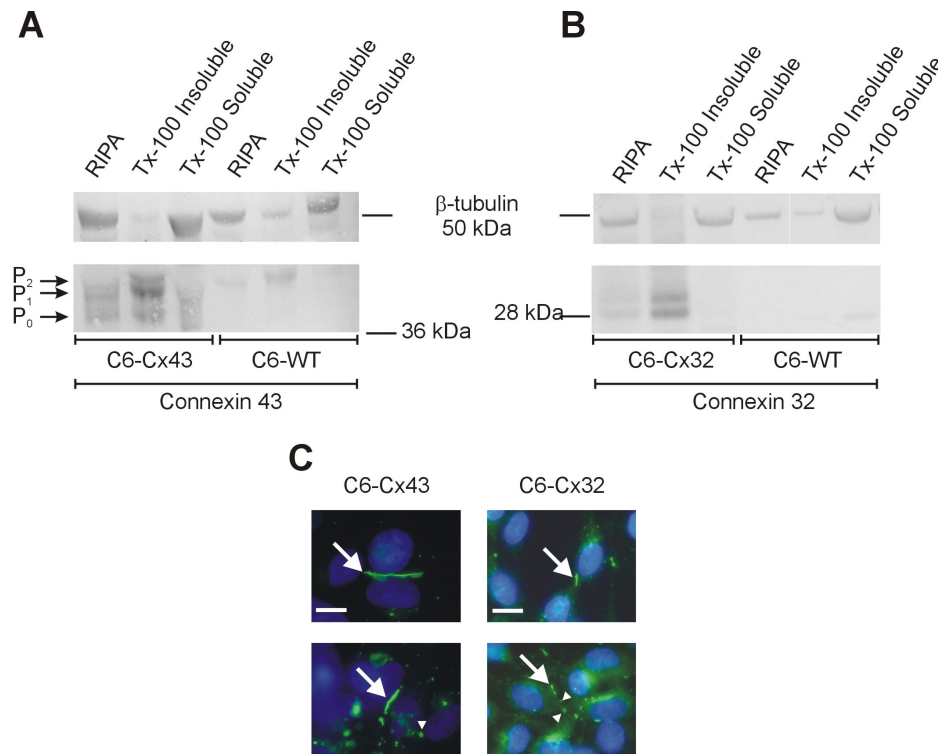 A
B
RIPA
Tx-100 Insoluble
Tx-100 Soluble
RIPA
Tx-100 Insoluble
Tx-100 Soluble
RIPA
Tx-100 Insoluble
Tx-100 Soluble
RIPA
Tx-100 Insoluble
Tx-100 Soluble
β-tubulin
50 kDa
P2
P1
P0
36 kDa
28 kDa
C6-Cx43
C6-WT
C6-Cx32
C6-WT
Connexin 43
Connexin 32
C
C6-Cx43
C6-Cx32